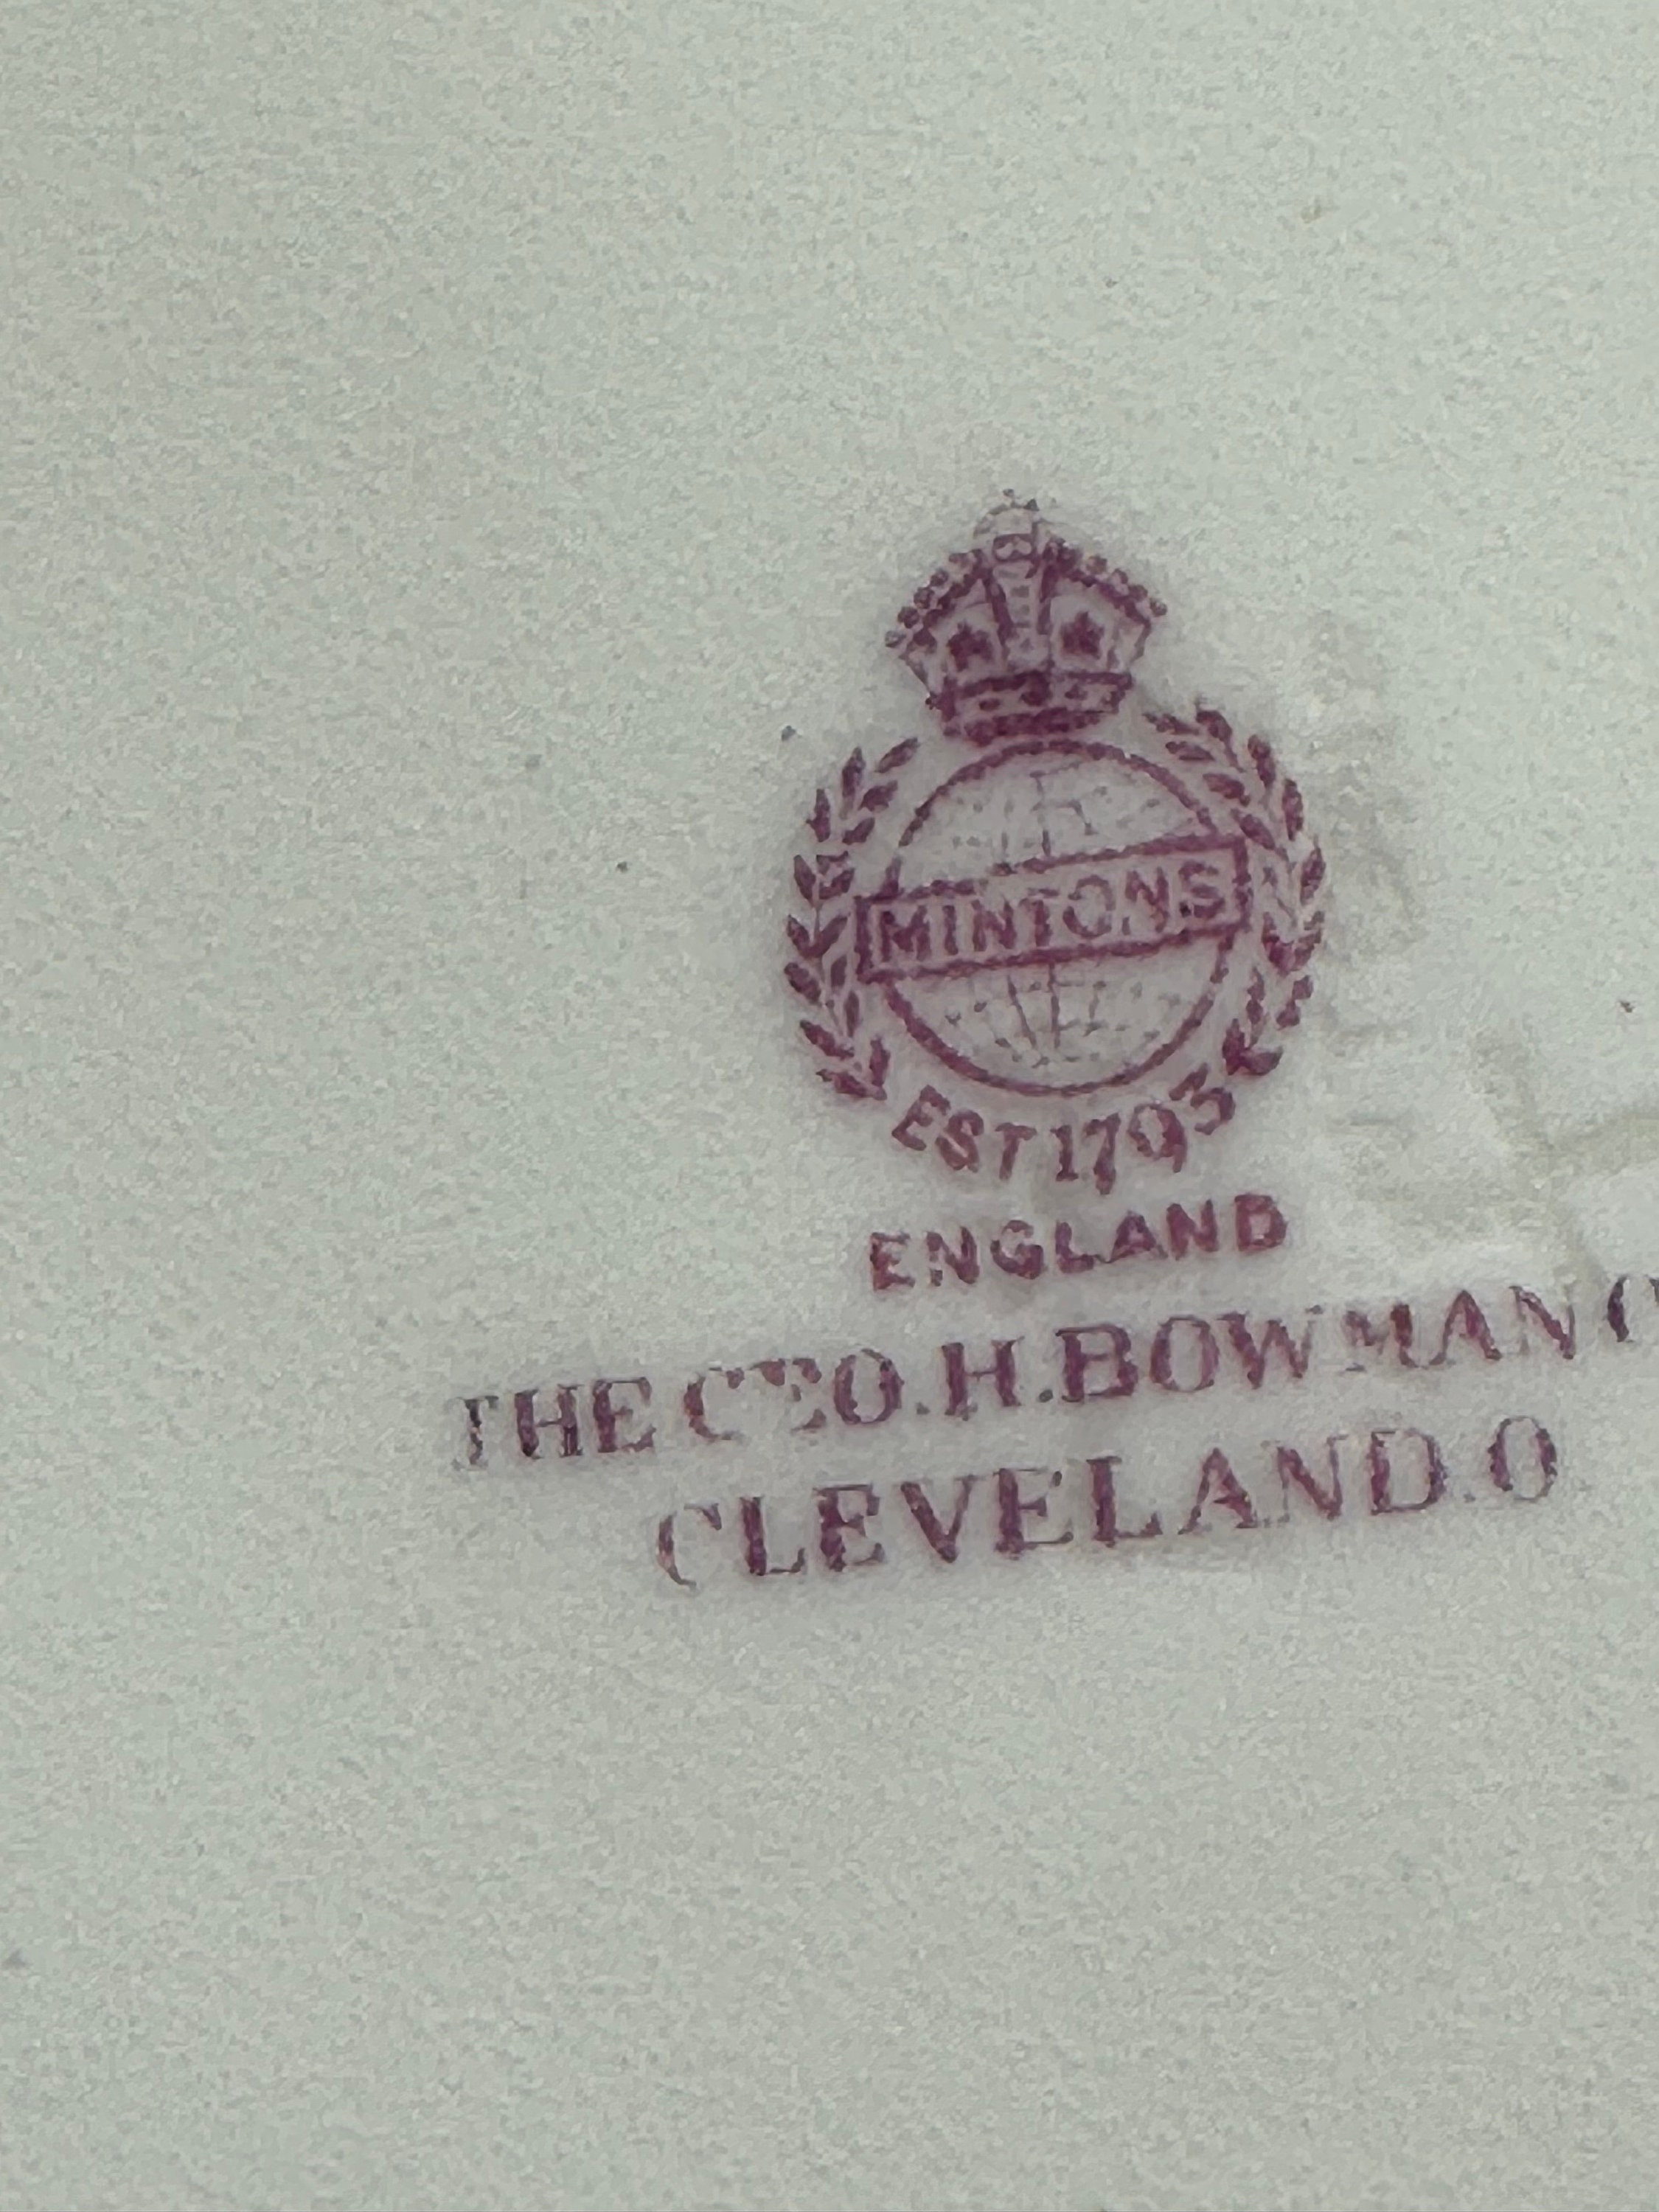 MINTONS
EST 1793
ENGLAND
THE GEO.H.BOWMAN
CLEVELAND.O